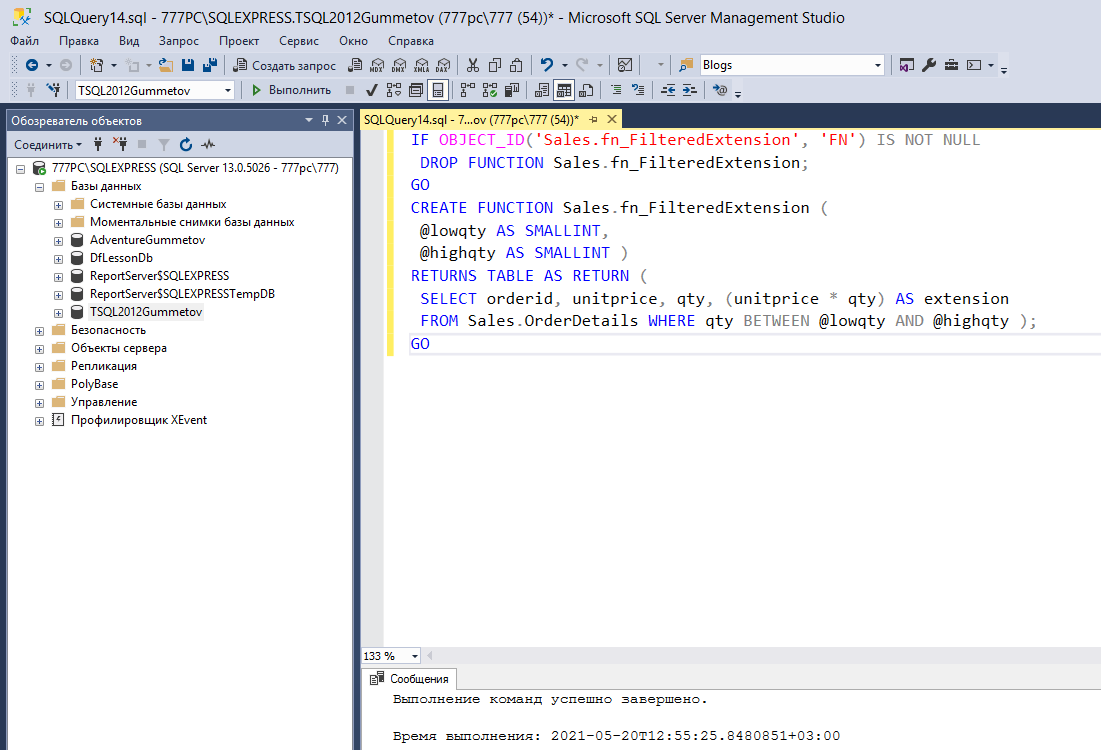 SQLQuery14.sql - 777PC\SQLEXPRESS.TSQL2012Gummetov (777pc\777 (54))* - Microsoft SQL Server Management Studio
Файл Правка Вид Запрос Проект Сервис Окно Справка
Создать запрос MDX DMX XMLA DAX Blogs
TSQL2012Gummetov Выполнить
Обозреватель объектов
SQLQuery14.sql - 7...ov (777pc\777 (54))*
Соединить
777PC\SQLEXPRESS (SQL Server 13.0.5026 - 777pc\777)
Базы данных
Системные базы данных
Моментальные снимки базы данных
AdventureGummetov
DfLessonDb
ReportServer$SQLEXPRESS
ReportServer$SQLEXPRESSTempDB
TSQL2012Gummetov
Безопасность
Объекты сервера
Репликация
PolyBase
Управление
Профилировщик XEvent
IF OBJECT_ID('Sales.fn_FilteredExtension', 'FN') IS NOT NULL
DROP FUNCTION Sales.fn_FilteredExtension;
GO
CREATE FUNCTION Sales.fn_FilteredExtension (
@lowqty AS SMALLINT,
@highqty AS SMALLINT )
RETURNS TABLE AS RETURN (
SELECT orderid, unitprice, qty, (unitprice * qty) AS extension
FROM Sales.OrderDetails WHERE qty BETWEEN @lowqty AND @highqty );
GO
133 %
Сообщения
Выполнение команд успешно завершено.
Время выполнения: 2021-05-20T12:55:25.8480851+03:00